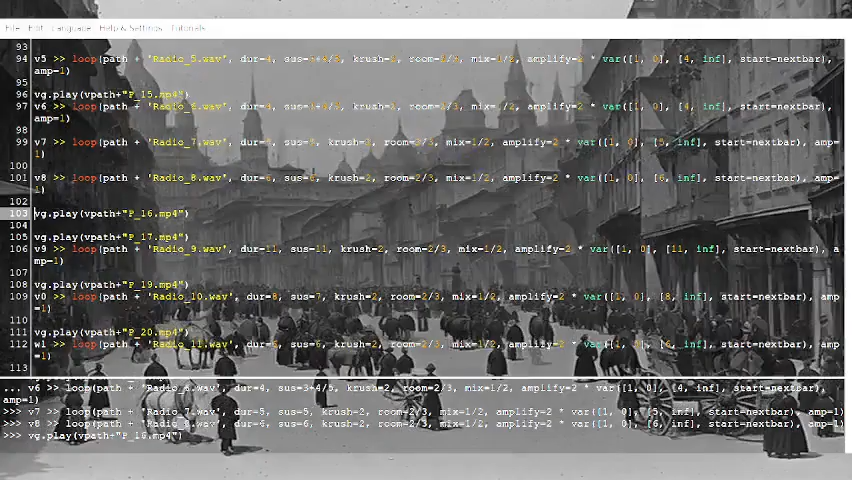 File Edit Language Help & Settings Tutorials
93
94 v5 >> loop(path + 'Radio_5.wav', dur=4, room=2/3, mix=1/2, amplify=2 * var([1, 0], [4, inf], start=nextbar),
amp=1)
95
96 vg.play(vpath+"P_15.mp4")
97 v6 >> loop(path + 'Radio_6.wav', dur=4, room=2/3, mix=1/2, amplify=2 * var([1, 0], [4, inf], start=nextbar),
amp=1)
98
99 v7 >> loop(path + 'Radio_7.wav', dur=5, sus=5, krush=2, room=2/3, mix=1/2, amplify=2 * var([1, 0], [5, inf], start=nextbar), amp=
1)
100
101 v8 >> loop(path + 'Radio_8.wav', dur=6, sus=6, krush=2, room=2/3, mix=1/2, amplify=2 * var([1, 0], [6, inf], start=nextbar), amp=
1)
102
103 vg.play(vpath+"P_16.mp4")
104
105 vg.play(vpath+"P_17.mp4")
106 v9 >> loop(path + 'Radio_9.wav', dur=11, sus=11, krush=2, room=2/3, mix=1/2, amplify=2 * var([1, 0], [11, inf], start=nextbar), a
mp=1)
107
108 vg.play(vpath+"P_19.mp4")
109 v0 >> loop(path + 'Radio_10.wav', dur=8, sus=7, krush=2, room=2/3, mix=1/2, amplify=2 * var([1, 0], [8, inf], start=nextbar), amp
=1)
110
111 vg.play(vpath+"P_20.mp4")
112 w1 >> loop(path + 'Radio_11.wav', dur=6, sus=6, krush=2, room=2/3, mix=1/2, amplify=2 * var([1, 0], [6, inf], start=nextbar), amp
=1)
113
... v6 >> loop(path + 'Radio_6.wav', dur=4, sus=3+4/5, krush=2, room=2/3, mix=1/2, amplify=2 * var([1, 0], [4, inf], start=nextbar),
amp=1)
>>> v7 >> loop(path + 'Radio_7.wav', dur=5, sus=5, krush=2, room=2/3, mix=1/2, amplify=2 * var([1, 0], [5, inf], start=nextbar), amp=1)
>>> v8 >> loop(path + 'Radio_8.wav', dur=6, sus=6, krush=2, room=2/3, mix=1/2, amplify=2 * var([1, 0], [6, inf], start=nextbar), amp=1)
>>> vg.play(vpath+"P_16.mp4")